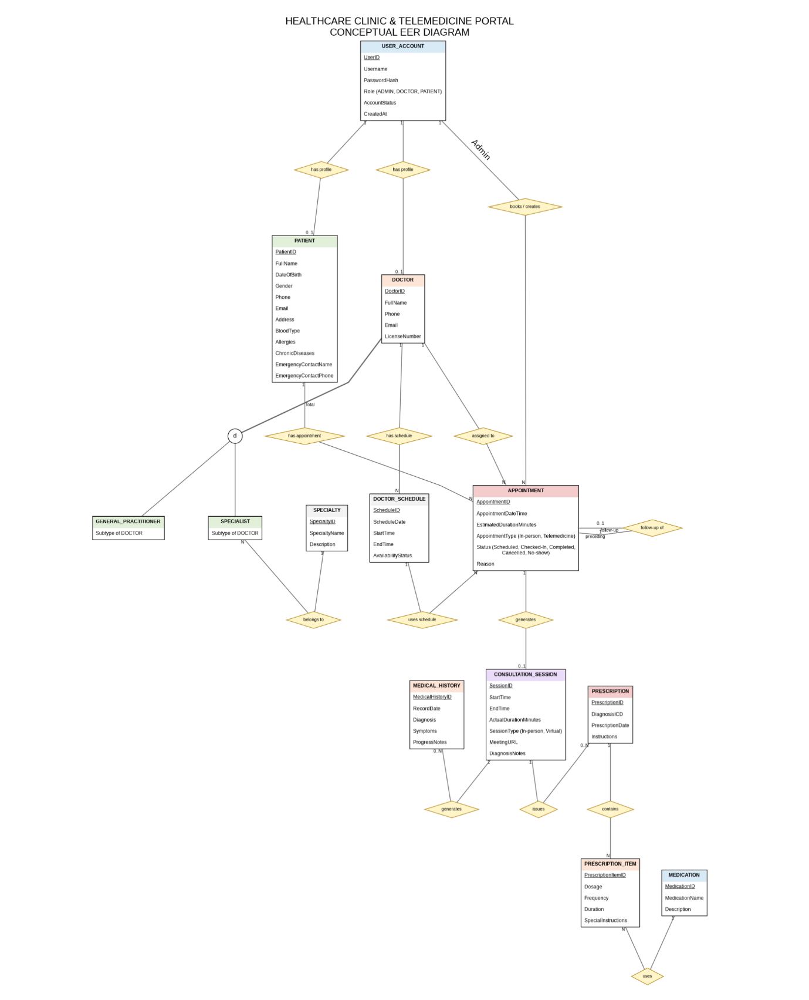 HEALTHCARE CLINIC & TELEMEDICINE PORTAL
CONCEPTUAL EER DIAGRAM
USER_ACCOUNT
UserID
Username
PasswordHash
Role (ADMIN, DOCTOR, PATIENT)
AccountStatus
CreatedAt
1
1
1
Admin
has profile
has profile
books / creates
0..1
PATIENT
PatientID
FullName
DateOfBirth
Gender
Phone
Email
Address
BloodType
Allergies
ChronicDiseases
EmergencyContactName
EmergencyContactPhone
1
0..1
DOCTOR
DoctorID
FullName
Phone
Email
LicenseNumber
1
1
Total
d
has appointment
has schedule
assigned to
N
N
N
N
GENERAL_PRACTITIONER
Subtype of DOCTOR
SPECIALIST
Subtype of DOCTOR
N
SPECIALTY
SpecialtyID
SpecialtyName
Description
1
DOCTOR_SCHEDULE
ScheduleID
ScheduleDate
StartTime
EndTime
AvailabilityStatus
1
APPOINTMENT
AppointmentID
AppointmentDateTime
EstimatedDurationMinutes
AppointmentType (In-person, Telemedicine)
Status (Scheduled, Checked-In, Completed,
Cancelled, No-show)
Reason
N
1
0..1
follow-up
1
preceding
follow-up of
belongs to
uses schedule
generates
0..1
MEDICAL_HISTORY
MedicalHistoryID
RecordDate
Diagnosis
Symptoms
ProgressNotes
0..N
CONSULTATION_SESSION
SessionID
StartTime
EndTime
ActualDurationMinutes
SessionType (In-person, Virtual)
MeetingURL
DiagnosisNotes
1
1
PRESCRIPTION
PrescriptionID
DiagnosisICD
PrescriptionDate
Instructions
0..N
1
generates
issues
contains
N
PRESCRIPTION_ITEM
PrescriptionItemID
Dosage
Frequency
Duration
SpecialInstructions
N
MEDICATION
MedicationID
MedicationName
Description
1
uses